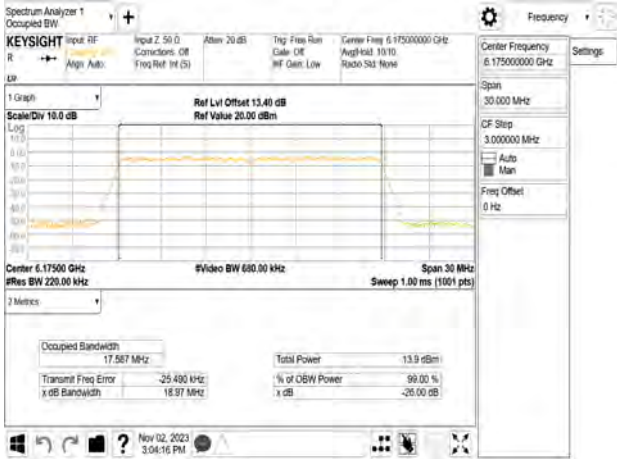 Spectrum Analyzer 1
Occupied BW
+
Frequency
KEYSIGHT
R
Input: RF
Align: Auto
Input Z: 50 Ω
Corrections: Off
Freq Ref: Int (S)
Atten: 20 dB
Trig: Free Run
Gate: Off
#IF Gain: Low
Center Freq: 6.175000000 GHz
Avg|Hold: 10/10
Radio Std: None
Center Frequency
6.175000000 GHz
Settings
Span
30.000 MHz
CF Step
3.000000 MHz
Auto
Man
Freq Offset
0 Hz
1 Graph
Scale/Div 10.0 dB
Ref Lvl Offset 13.40 dB
Ref Value 20.00 dBm
Log
10.0
0.00
Center 6.17500 GHz
#Video BW 680.00 kHz
Span 30 MHz
#Res BW 220.00 kHz
Sweep 1.00 ms (1001 pts)
2 Metrics
Occupied Bandwidth
17.567 MHz
Total Power
13.9 dBm
Transmit Freq Error
-25.490 kHz
% of OBW Power
99.00 %
x dB Bandwidth
18.97 MHz
x dB
-26.00 dB
?
Nov 02, 2023
3:04:16 PM